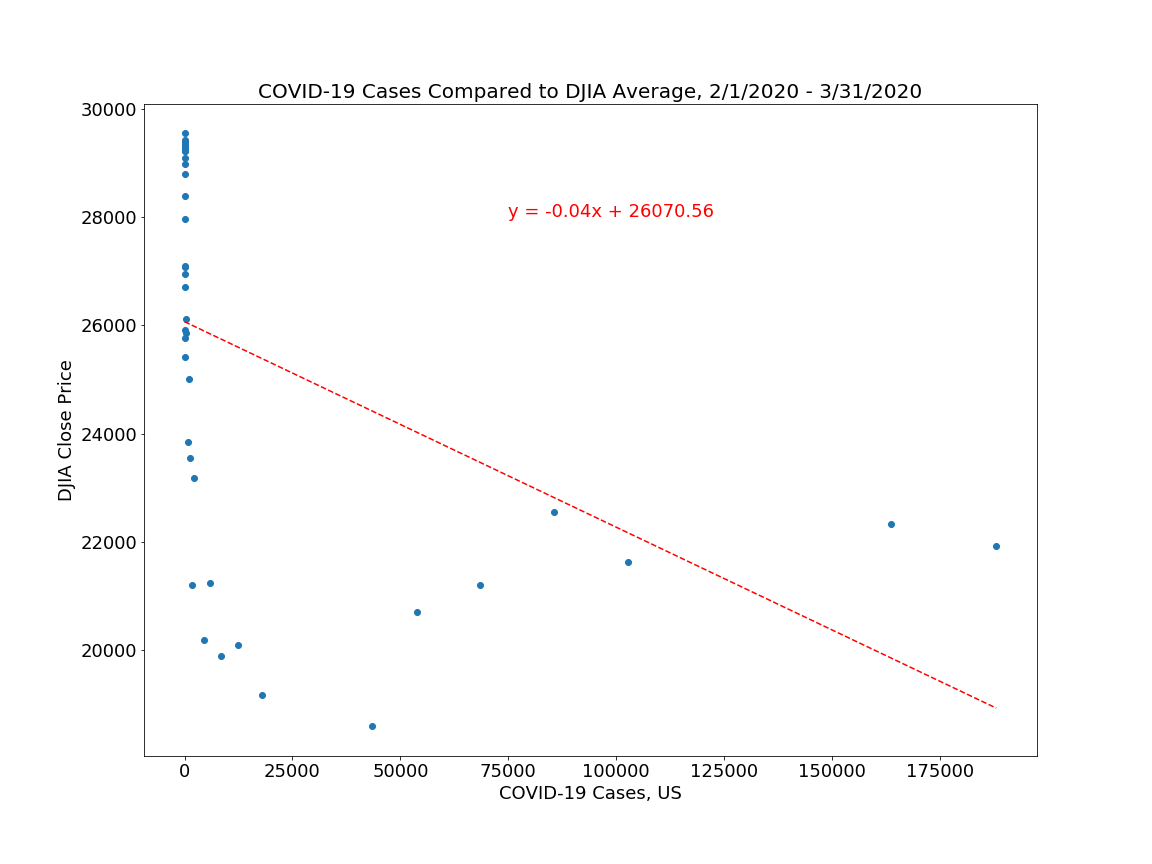 COVID-19 Cases Compared to DJIA Average, 2/1/2020 - 3/31/2020
30000
28000
26000
24000
22000
20000
DJIA Close Price
y = -0.04x + 26070.56
0 25000 50000 75000 100000 125000 150000 175000
COVID-19 Cases, US